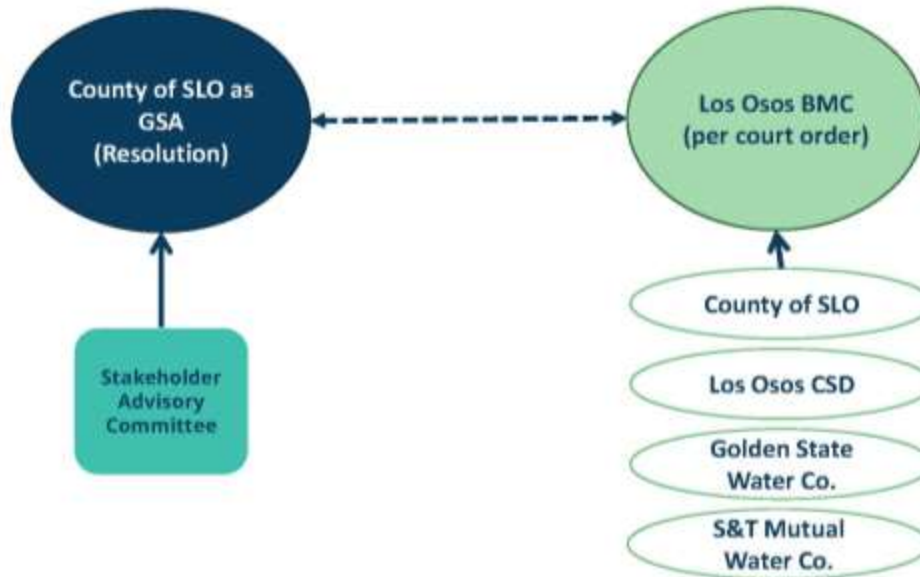 County of SLO as
GSA
(Resolution)
Los Osos BMC
(per court order)
Stakeholder
Advisory
Committee
County of SLO
Los Osos CSD
Golden State
Water Co.
S&T Mutual
Water Co.